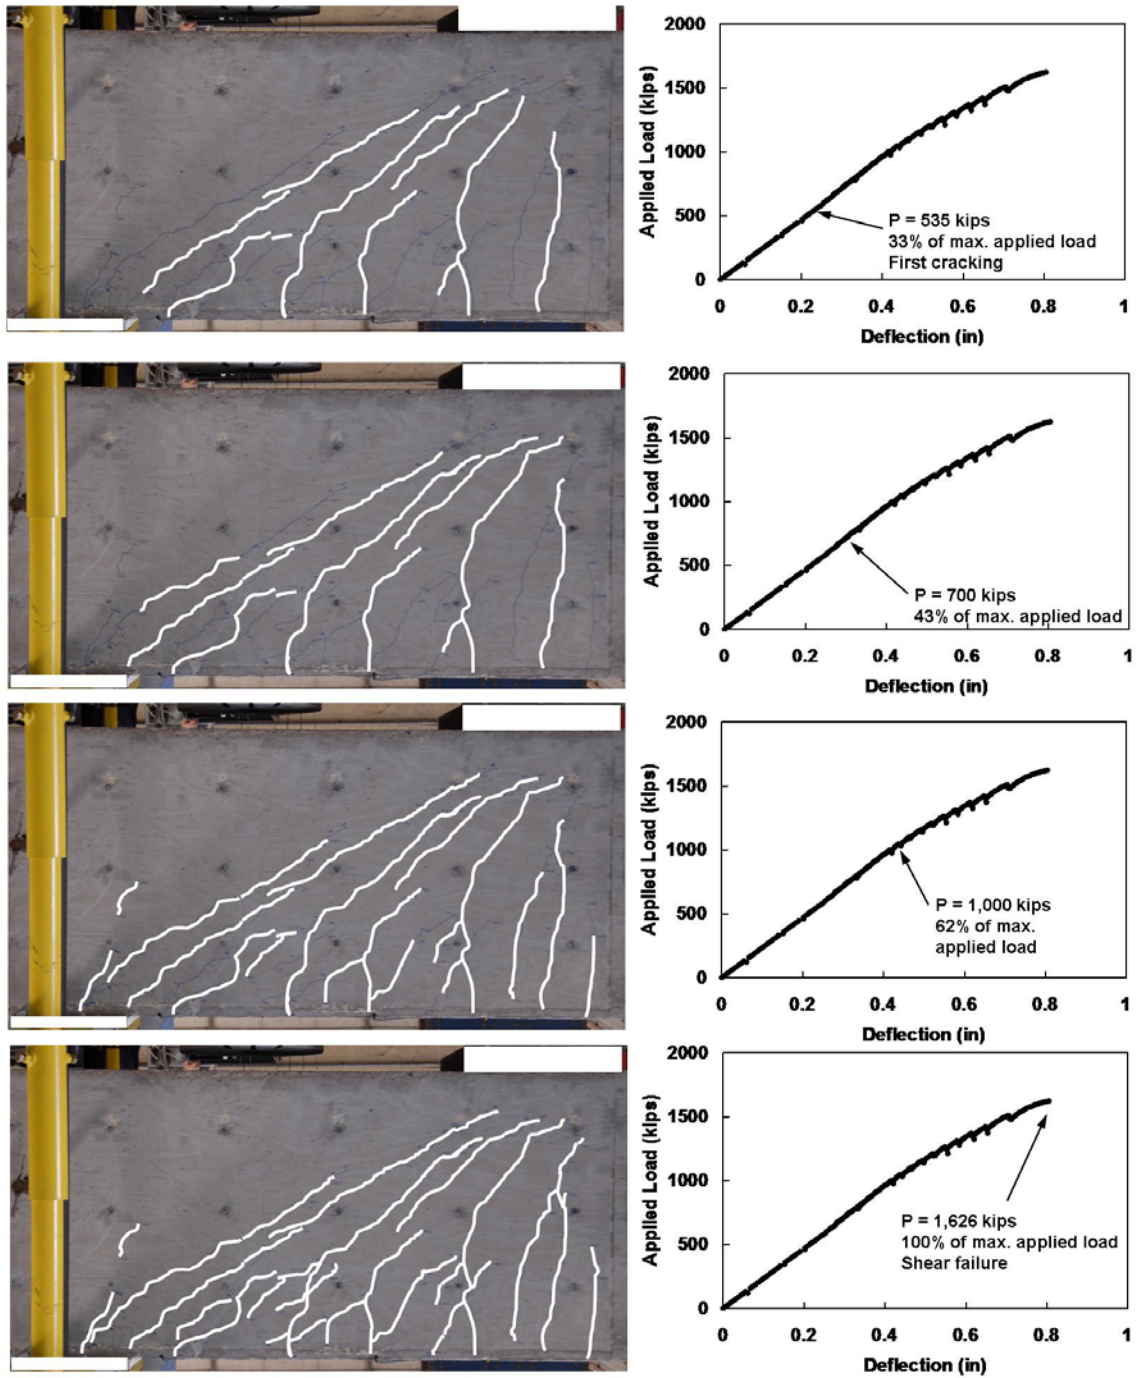 2000
1500
1000
500
0
Applied Load (kips)
P = 535 kips
33% of max. applied load
First cracking
0 0.2 0.4 0.6 0.8 1
Deflection (in)
2000
1500
1000
500
0
Applied Load (kips)
P = 700 kips
43% of max. applied load
0 0.2 0.4 0.6 0.8 1
Deflection (in)
2000
1500
1000
500
0
Applied Load (kips)
P = 1,000 kips
62% of max.
applied load
0 0.2 0.4 0.6 0.8 1
Deflection (in)
2000
1500
1000
500
0
Applied Load (kips)
P = 1,626 kips
100% of max. applied load
Shear failure
0 0.2 0.4 0.6 0.8 1
Deflection (in)